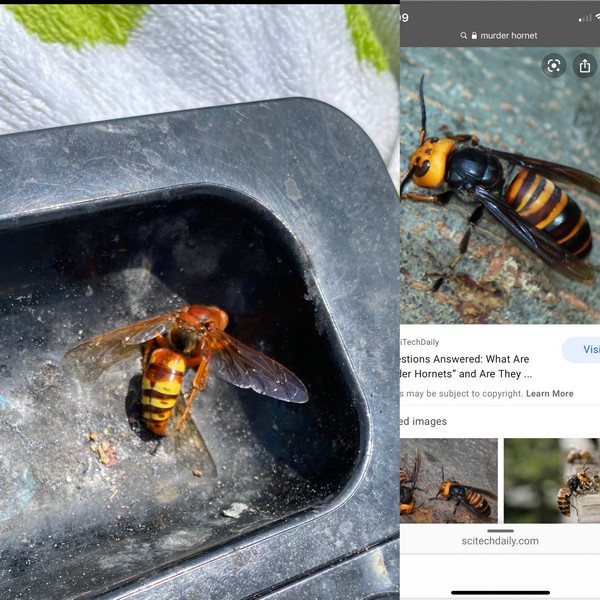 9
murder hornet
iTechDaily
estions Answered: What Are
der Hornets” and Are They ...
s may be subject to copyright. Learn More
ed images
Visi
scitechdaily.com